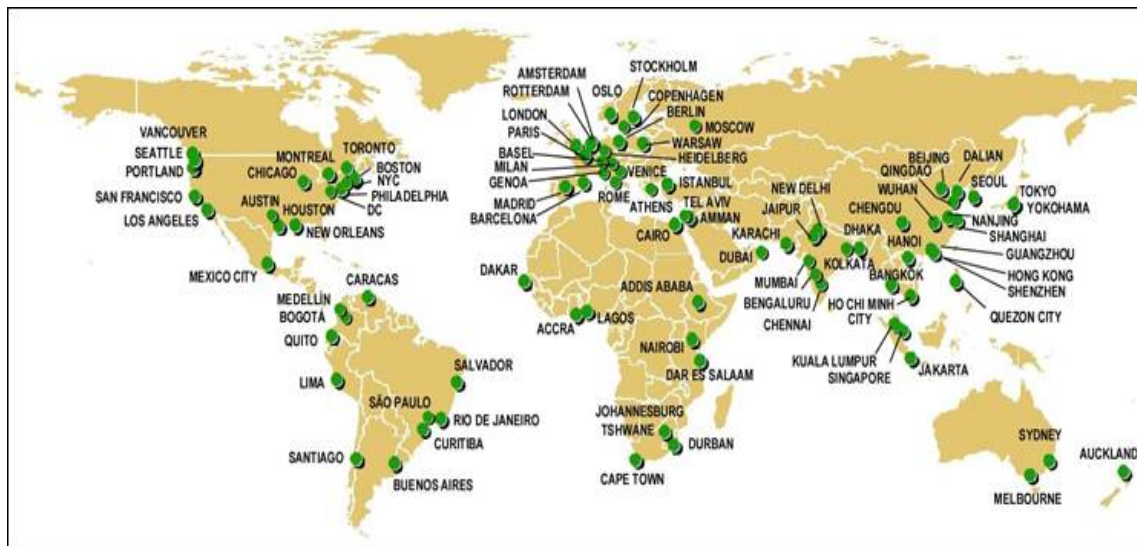 VANCOUVER
SEATTLE
PORTLAND
SAN FRANCISCO
LOS ANGELES
MONTREAL
TORONTO
CHICAGO
BOSTON
NYC
PHILADELPHIA
DC
AUSTIN
HOUSTON
NEW ORLEANS
MEXICO CITY
CARACAS
MEDELLÍN
BOGOTÁ
QUITO
LIMA
SALVADOR
SÃO PAULO
RIO DE JANEIRO
CURITIBA
SANTIAGO
BUENOS AIRES
AMSTERDAM
ROTTERDAM
OSLO
STOCKHOLM
COPENHAGEN
BERLIN
LONDON
PARIS
MOSCOW
WARSAW
BASEL
HEIDELBERG
MILAN
VENICE
GENOA
ROME
ISTANBUL
MADRID
BARCELONA
ATHENS
TEL AVIV
AMMAN
CAIRO
DAKAR
ACCRA
LAGOS
ADDIS ABABA
NAIROBI
DAR ES SALAAM
JOHANNESBURG
TSHWANE
DURBAN
CAPE TOWN
NEW DELHI
JAIPUR
KARACHI
DUBAI
DHAKA
KOLKATA
MUMBAI
BENGALURU
CHENNAI
BEIJING
DALIAN
QINGDAO
SEOUL
WUHAN
TOKYO
YOKOHAMA
CHENGDU
NANJING
SHANGHAI
HANOI
GUANGZHOU
HONG KONG
SHENZHEN
BANGKOK
HO CHI MINH
CITY
QUEZON CITY
KUALA LUMPUR
SINGAPORE
JAKARTA
SYDNEY
MELBOURNE
AUCKLAND